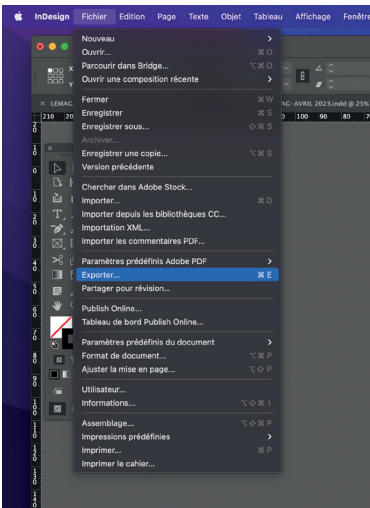 InDesign Fichier Edition Page Texte Objet Tableau Affichage Fenêtre
Nouveau
Ouvrir... ⌘ O
Parcourir dans Bridge... ⌥⌘ O
Ouvrir une composition récente
Fermer ⌘ W
Enregistrer ⌘ S
Enregistrer sous... ⇧⌘ S
Archiver...
Enregistrer une copie... ⌥⌘ S
Version précédente
Chercher dans Adobe Stock...
Importer... ⌘ D
Importer depuis les bibliothèques CC...
Importation XML...
Importer les commentaires PDF...
Paramètres prédéfinis Adobe PDF
Exporter... ⌘ E
Partager pour révision...
Publish Online...
Tableau de bord Publish Online...
Paramètres prédéfinis du document
Format de document... ⌥⌘ P
Ajuster la mise en page... ⌥⇧ P
Utilisateur...
Informations... ⌥⇧⌘ I
Assemblage... ⌥⇧⌘ P
Impressions prédéfinies
Imprimer... ⌘ P
Imprimer le cahier...
× LEMAG
AG-AVRIL 2023.indd @ 25%
210
100 90 80